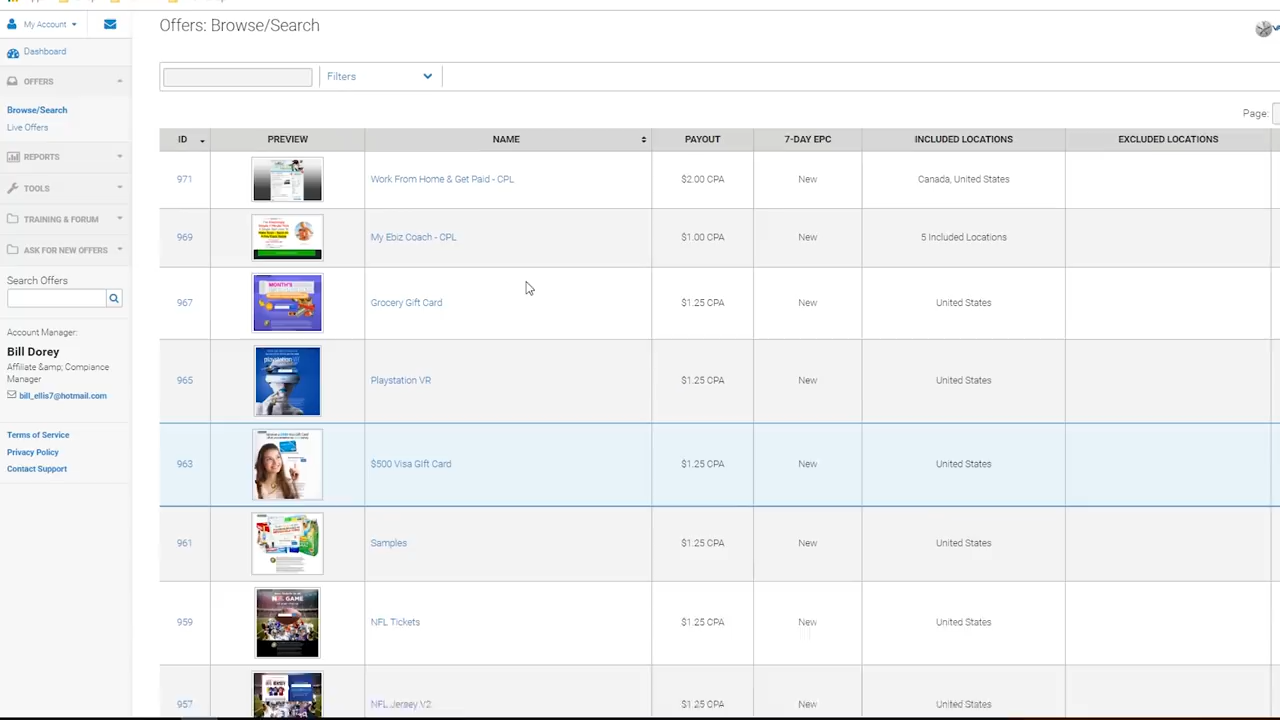 My Account
Offers: Browse/Search
Dashboard
OFFERS
Filters
Browse/Search
Live Offers
Page:
ID
PREVIEW
NAME
PAYOUT
7-DAY EPC
INCLUDED LOCATIONS
EXCLUDED LOCATIONS
REPORTS
TOOLS
TRAINING & FORUM
ASK FOR NEW OFFERS
Search Offers
Account Manager:
Bill Dorey
Affiliate &amp; Compiance
Manager
bill_ellis7@hotmail.com
Terms of Service
Privacy Policy
Contact Support
971 Work From Home & Get Paid - CPL $2.00 CPA New Canada, United States
My Ebiz Coach - CPL CPA New 5 Included Locations
967 MONTH'S Grocery Gift Card $1.25 CPA New United States
965 playstation VR Playstation VR $1.25 CPA New United States
963 $500 Visa Gift Card $1.25 CPA New United States
961 Samples $1.25 CPA New United States
959 GAME NFL Tickets $1.25 CPA New United States
957 NFL Jersey V2 $1.25 CPA New United States